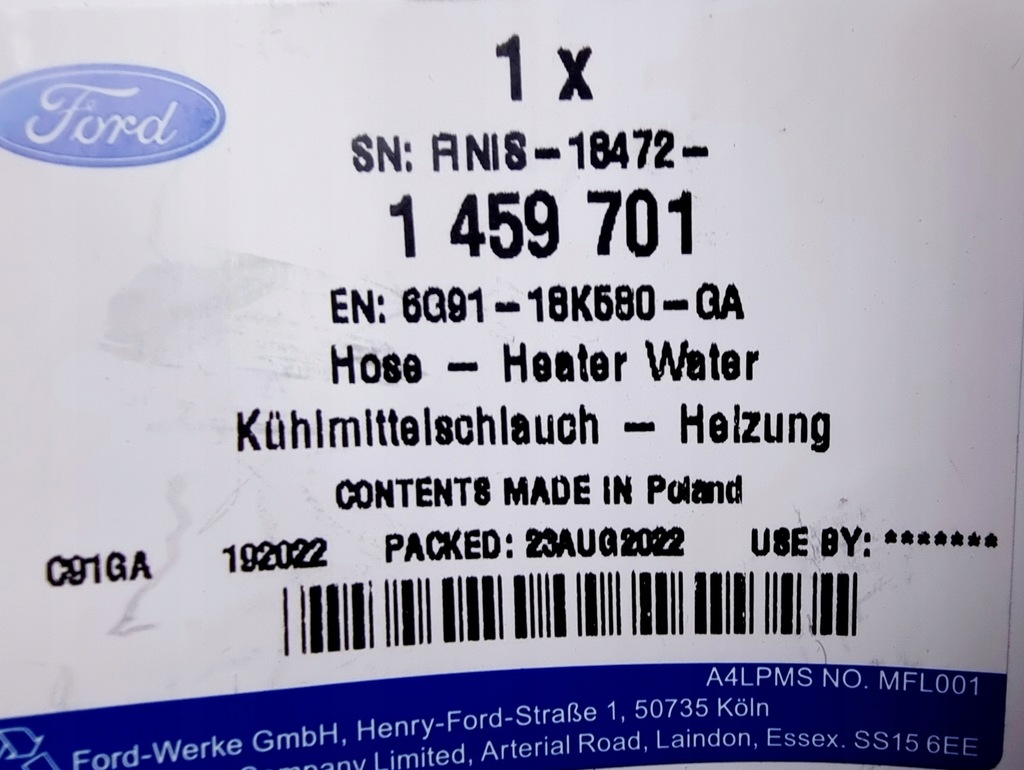 1 x
Ford
SN: FINIS-18472-
1 459 701
EN: 6G91-18K580-GA
Hose - Heater Water
Kühlmittelschlauch - Heizung
CONTENTS MADE IN Poland
C91GA 192022 PACKED: 23AUG2022 USE BY: *******
A4LPMS NO. MFL001
Ford-Werke GmbH, Henry-Ford-Straße 1, 50735 Köln
Company Limited, Arterial Road, Laindon, Essex. SS15 6EE